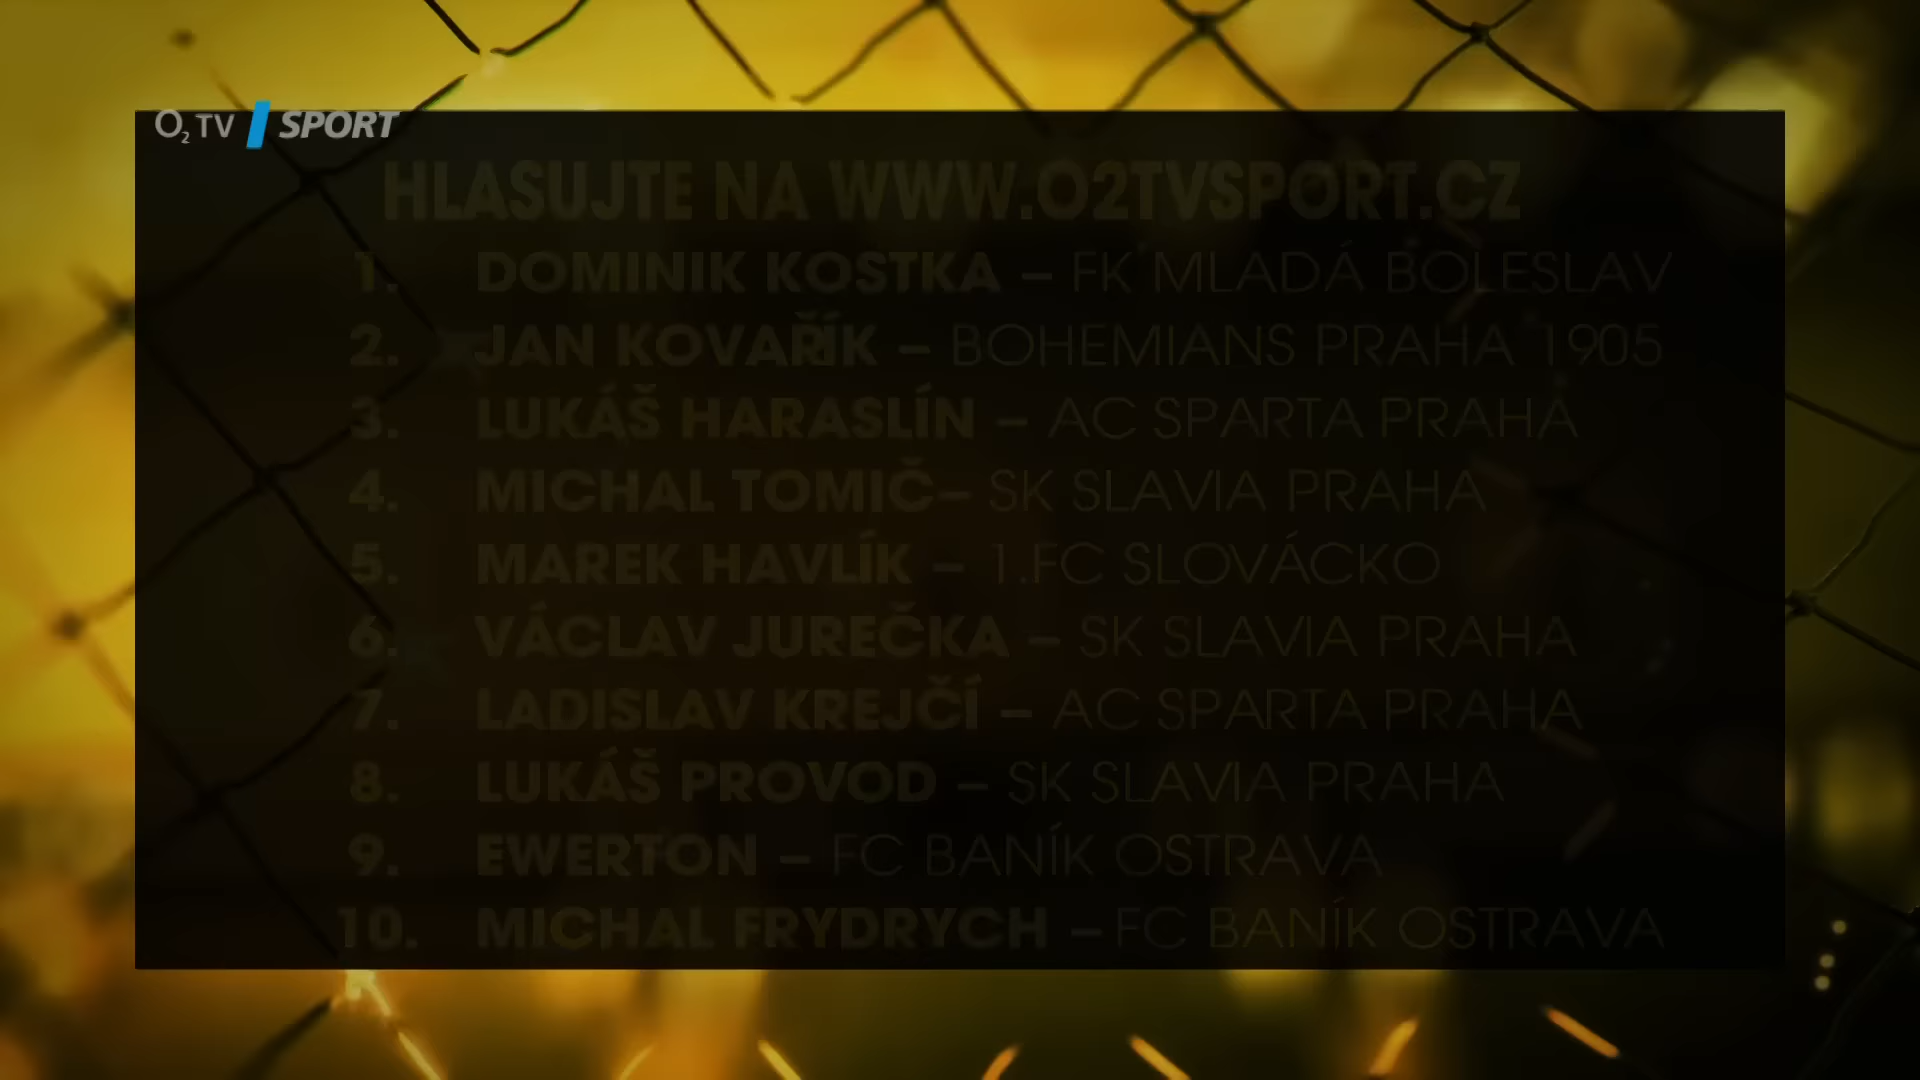 O2 TV SPORT
HLASUJTE NA WWW.O2TVSPORT.CZ
1. DOMINIK KOSTKA – FK MLADÁ BOLESLAV
2. JAN KOVAŘÍK – BOHEMIANS PRAHA 1905
3. LUKÁŠ HARASLÍN – AC SPARTA PRAHA
4. MICHAL TOMIČ– SK SLAVIA PRAHA
5. MAREK HAVLÍK – 1.FC SLOVÁCKO
6. VÁCLAV JUREČKA – SK SLAVIA PRAHA
7. LADISLAV KREJČÍ – AC SPARTA PRAHA
8. LUKÁŠ PROVOD – SK SLAVIA PRAHA
9. EWERTON – FC BANÍK OSTRAVA
10. MICHAL FRYDRYCH – FC BANÍK OSTRAVA